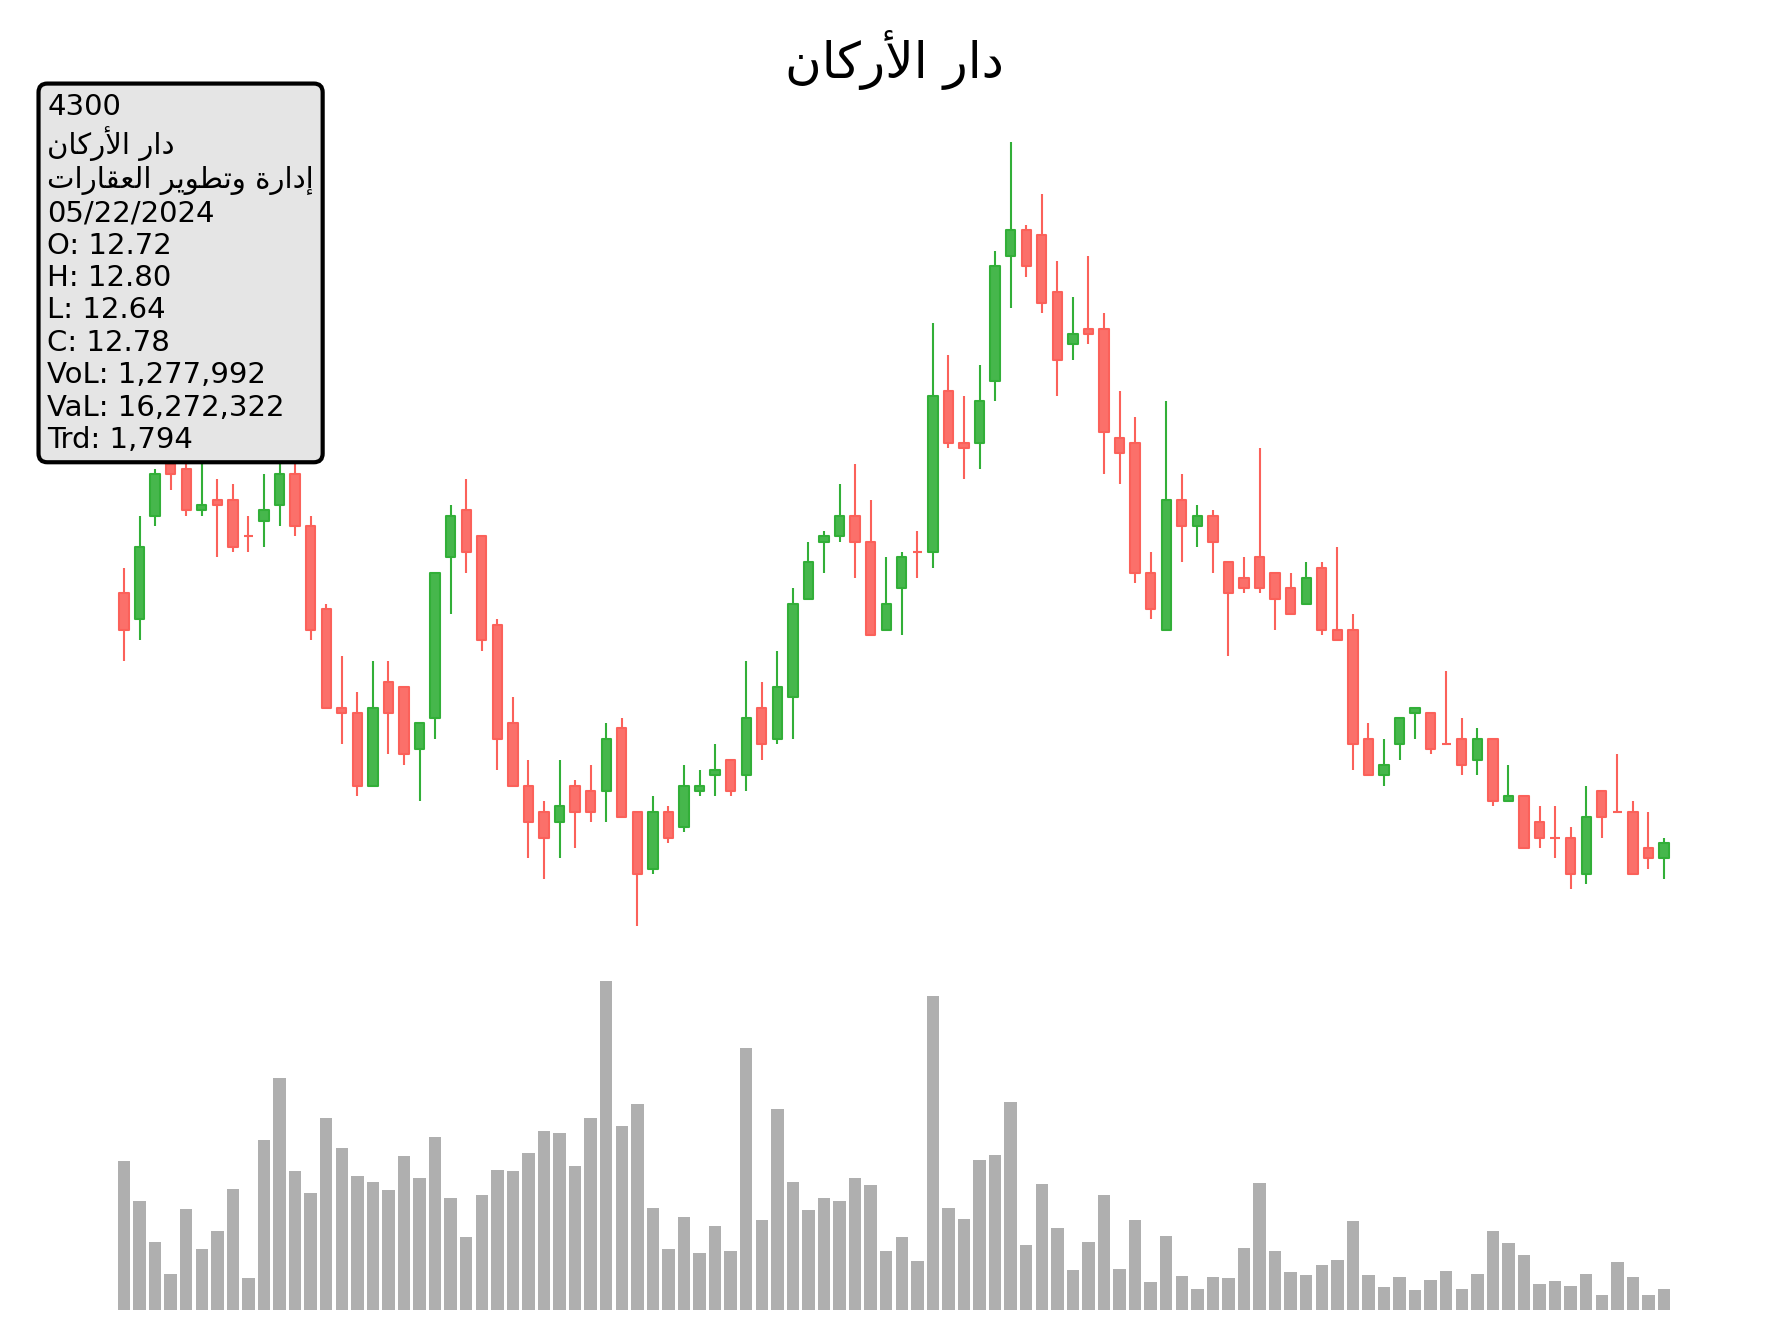 دار الأركان
4300
دار الأركان
إدارة وتطوير العقارات
05/22/2024
O: 12.72
H: 12.80
L: 12.64
C: 12.78
VoL: 1,277,992
VaL: 16,272,322
Trd: 1,794